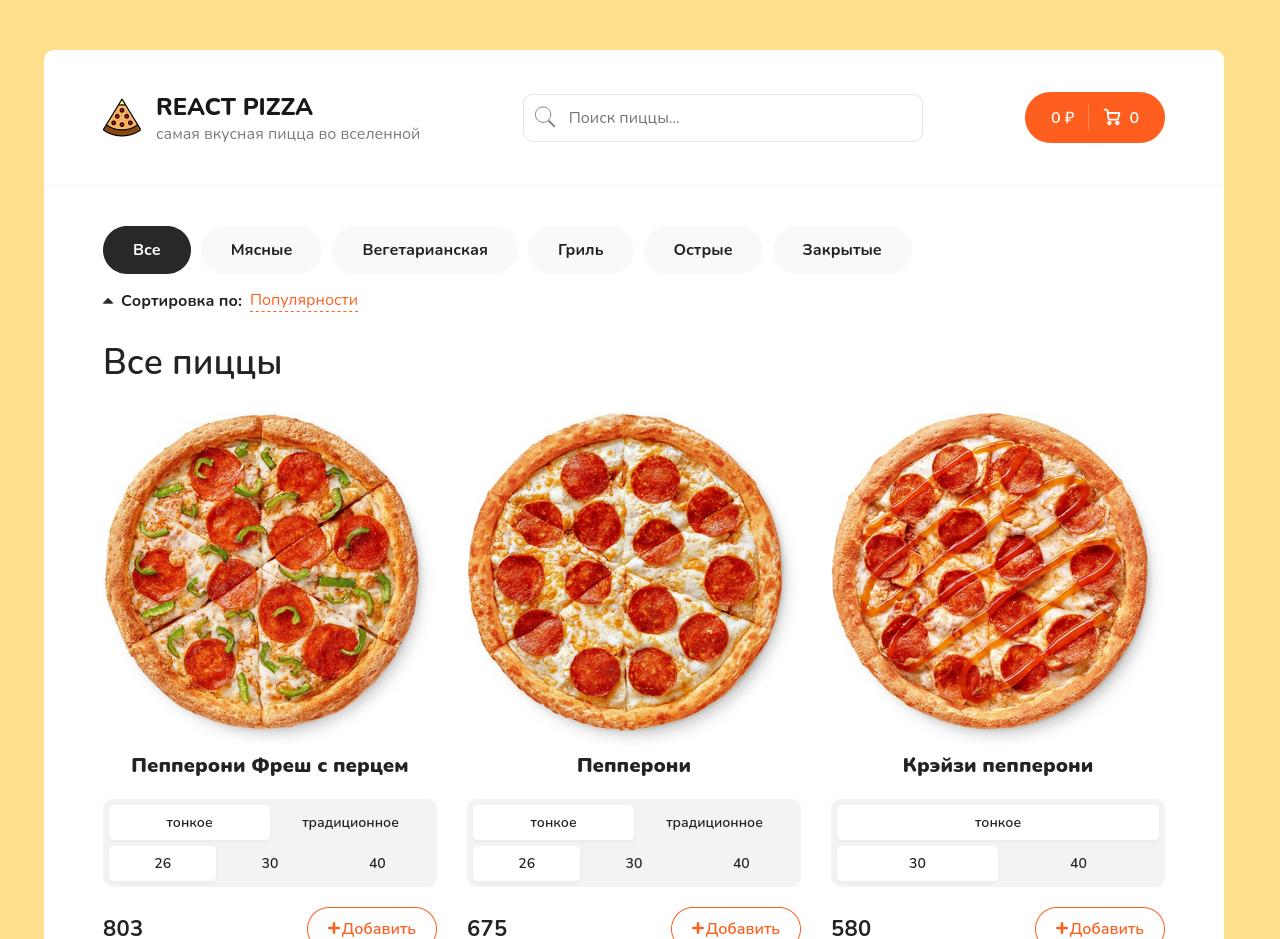 REACT PIZZA
самая вкусная пицца во вселенной
Поиск пиццы...
0 ₽ 0
Все Мясные Вегетарианская Гриль Острые Закрытые
Сортировка по: Популярности
Все пиццы
Пепперони Фреш с перцем Пепперони Крэйзи пепперони
тонкое традиционное тонкое традиционное тонкое
26 30 40 26 30 40 30 40
803 Добавить 675 Добавить 580 Добавить